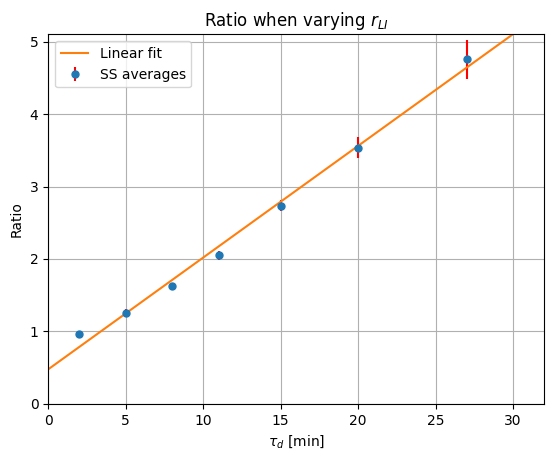 Ratio when varying r_LI
Linear fit
SS averages
5
4
3
2
1
0
Ratio
0 5 10 15 20 25 30
τ_d [min]